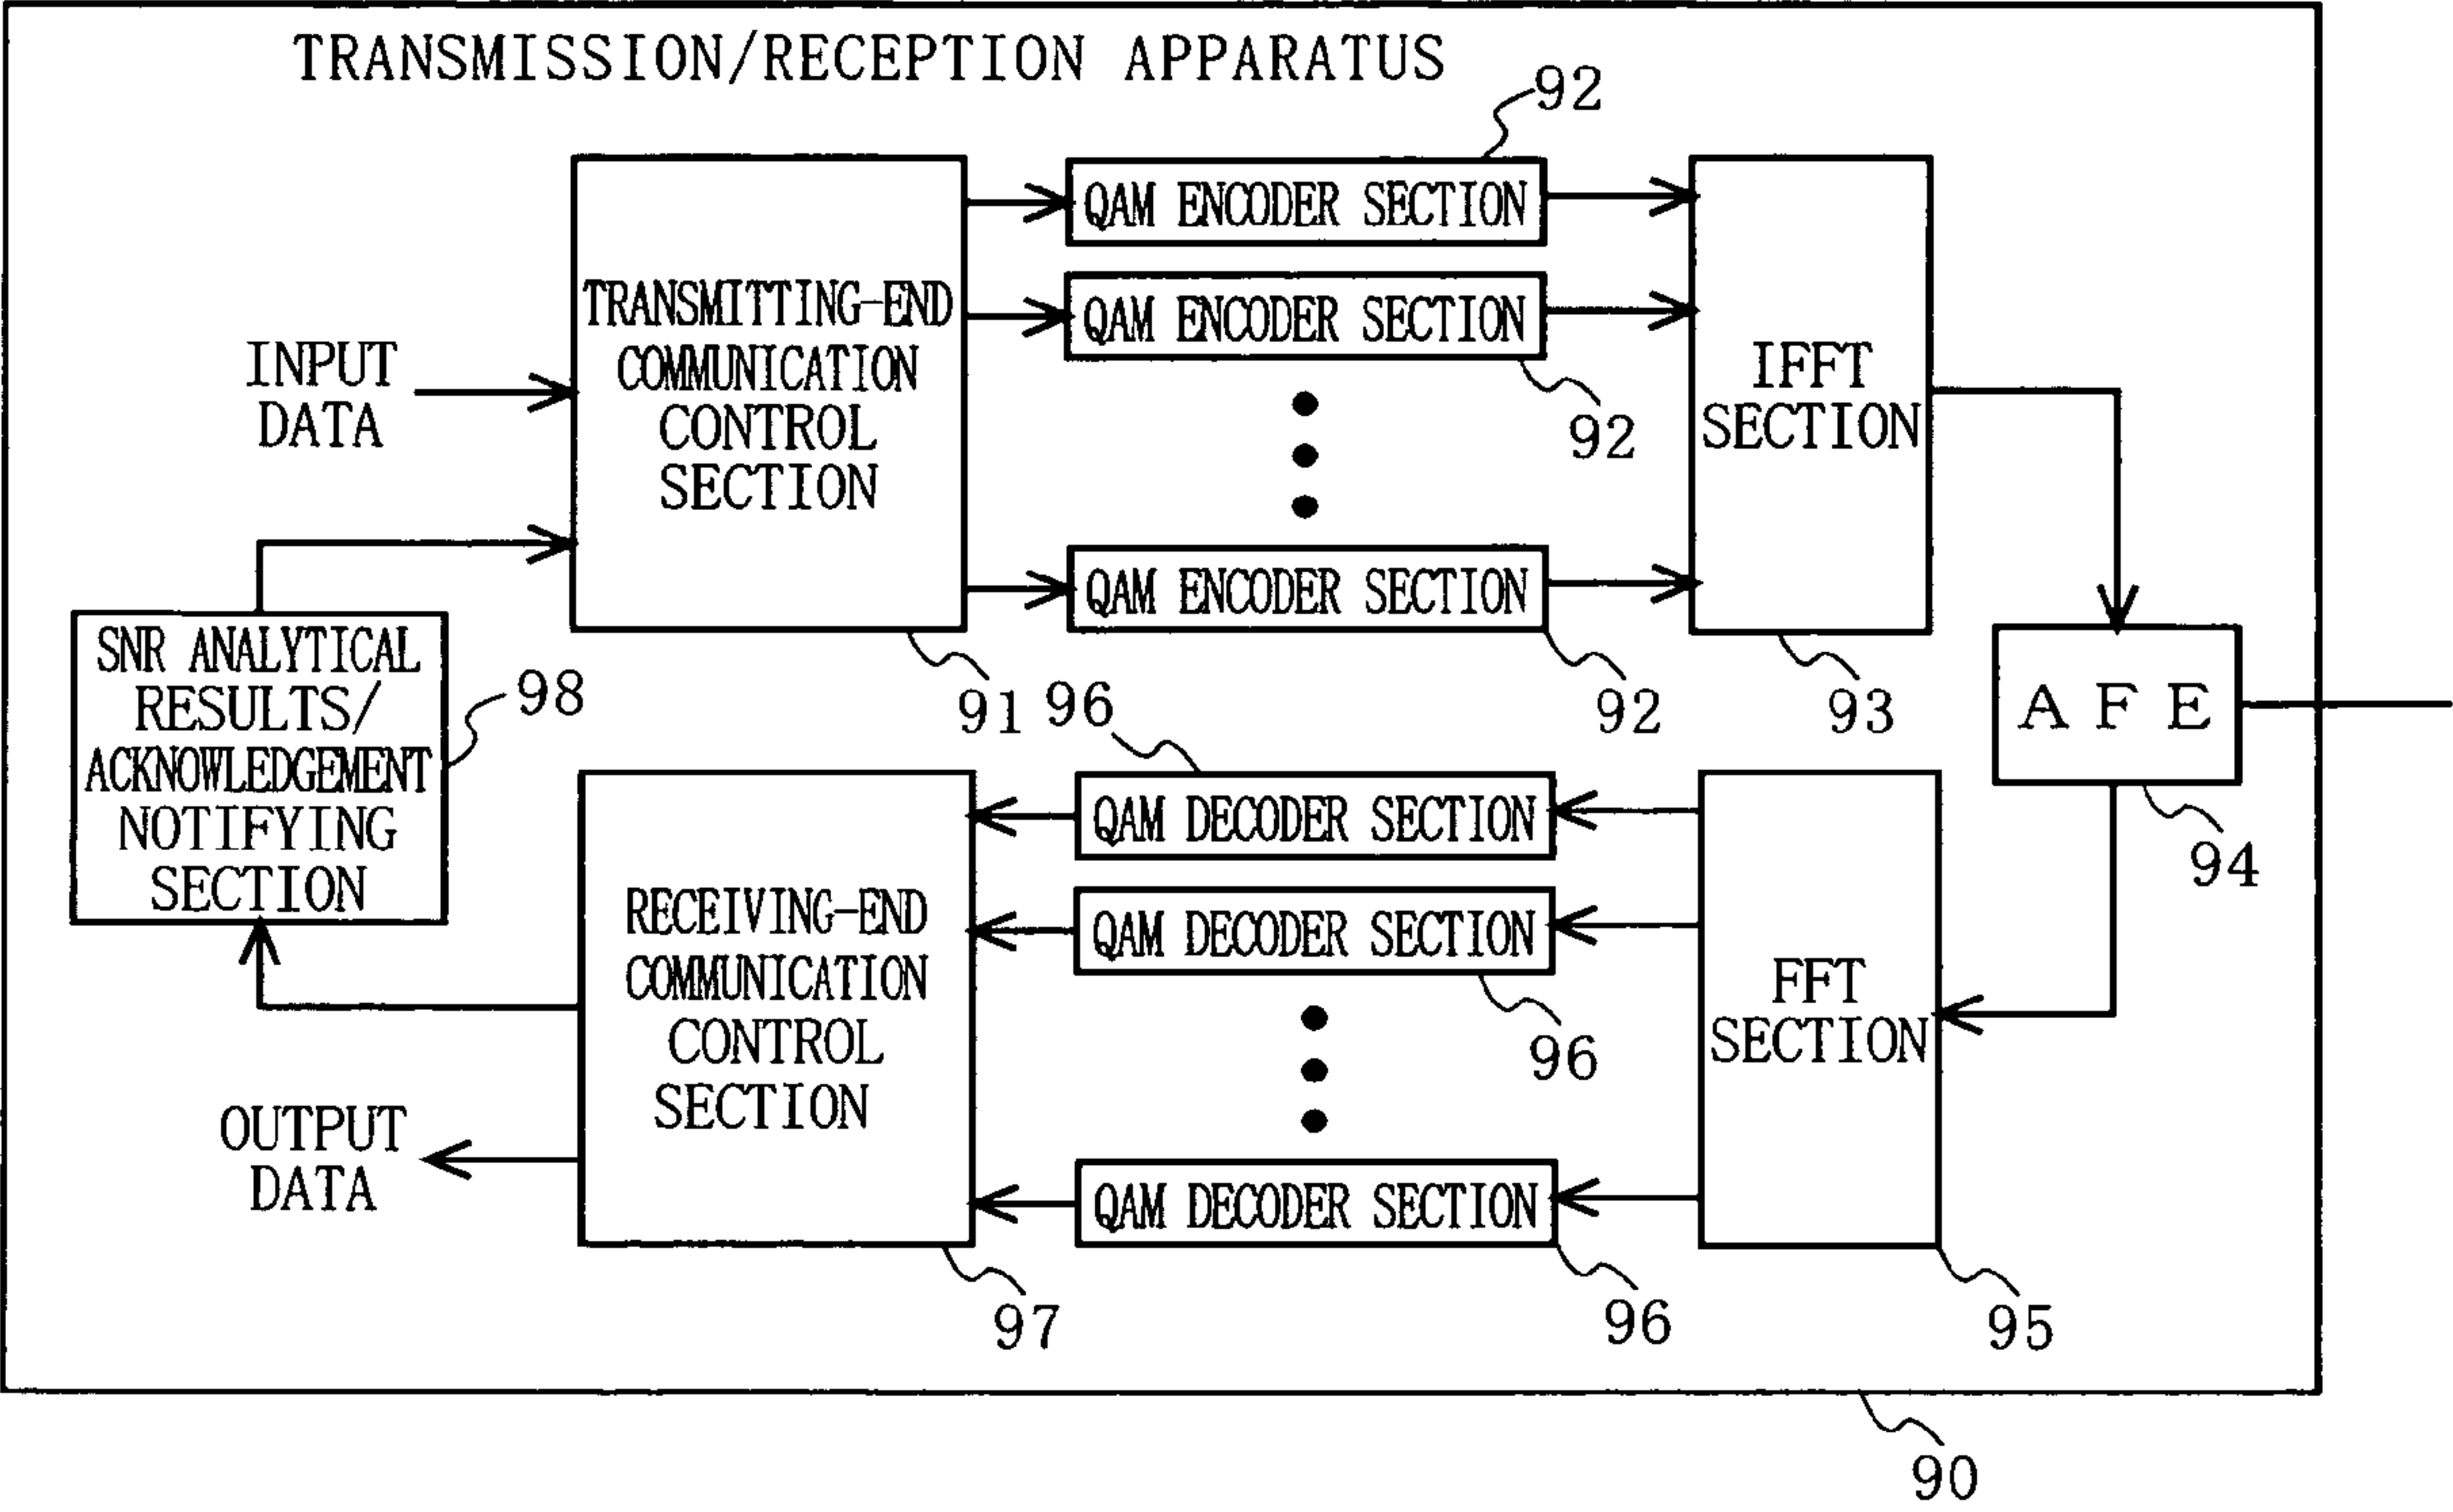 TRANSMISSION/RECEPTION APPARATUS
92
QAM ENCODER SECTION
QAM ENCODER SECTION
92
QAM ENCODER SECTION
92
INPUT
DATA
TRANSMITTING-END
COMMUNICATION
CONTROL
SECTION
91
IFFT
SECTION
93
SNR ANALYTICAL
RESULTS/
ACKNOWLEDGEMENT
NOTIFYING
SECTION
98
A F E
94
96
QAM DECODER SECTION
QAM DECODER SECTION
96
QAM DECODER SECTION
96
RECEIVING-END
COMMUNICATION
CONTROL
SECTION
97
FFT
SECTION
95
OUTPUT
DATA
90